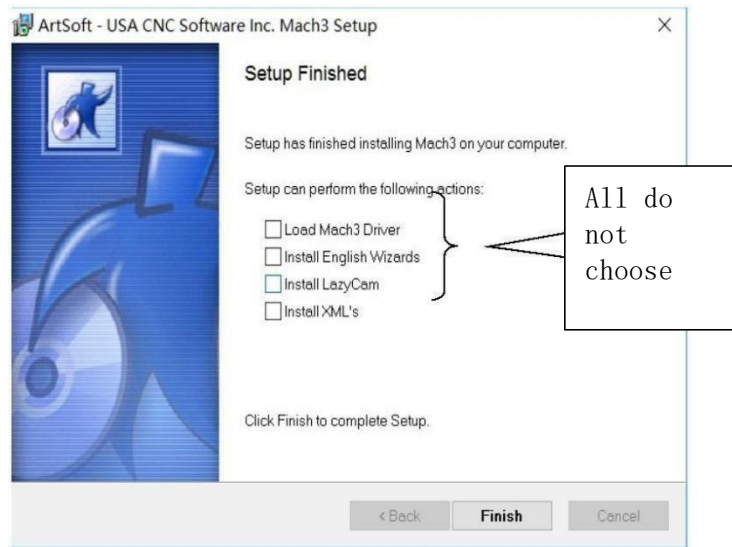 ArtSoft - USA CNC Software Inc. Mach3 Setup
Setup Finished
Setup has finished installing Mach3 on your computer.
Setup can perform the following actions:
Load Mach3 Driver
Install English Wizards
Install LazyCam
Install XML's
All do
not
choose
Click Finish to complete Setup.
< Back
Finish
Cancel